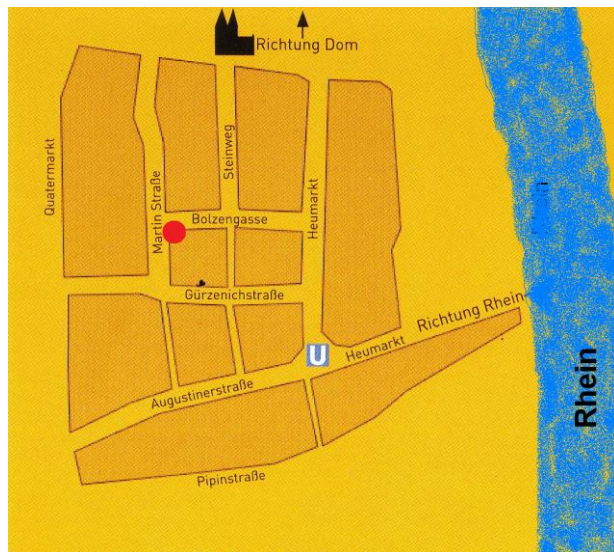 Richtung Dom
Quatermarkt
Martin Straße
Steinweg
Heumarkt
Bolzengasse
Gürzenichstraße
U
Heumarkt
Richtung Rhein
Augustinerstraße
Pipinstraße
Rhein